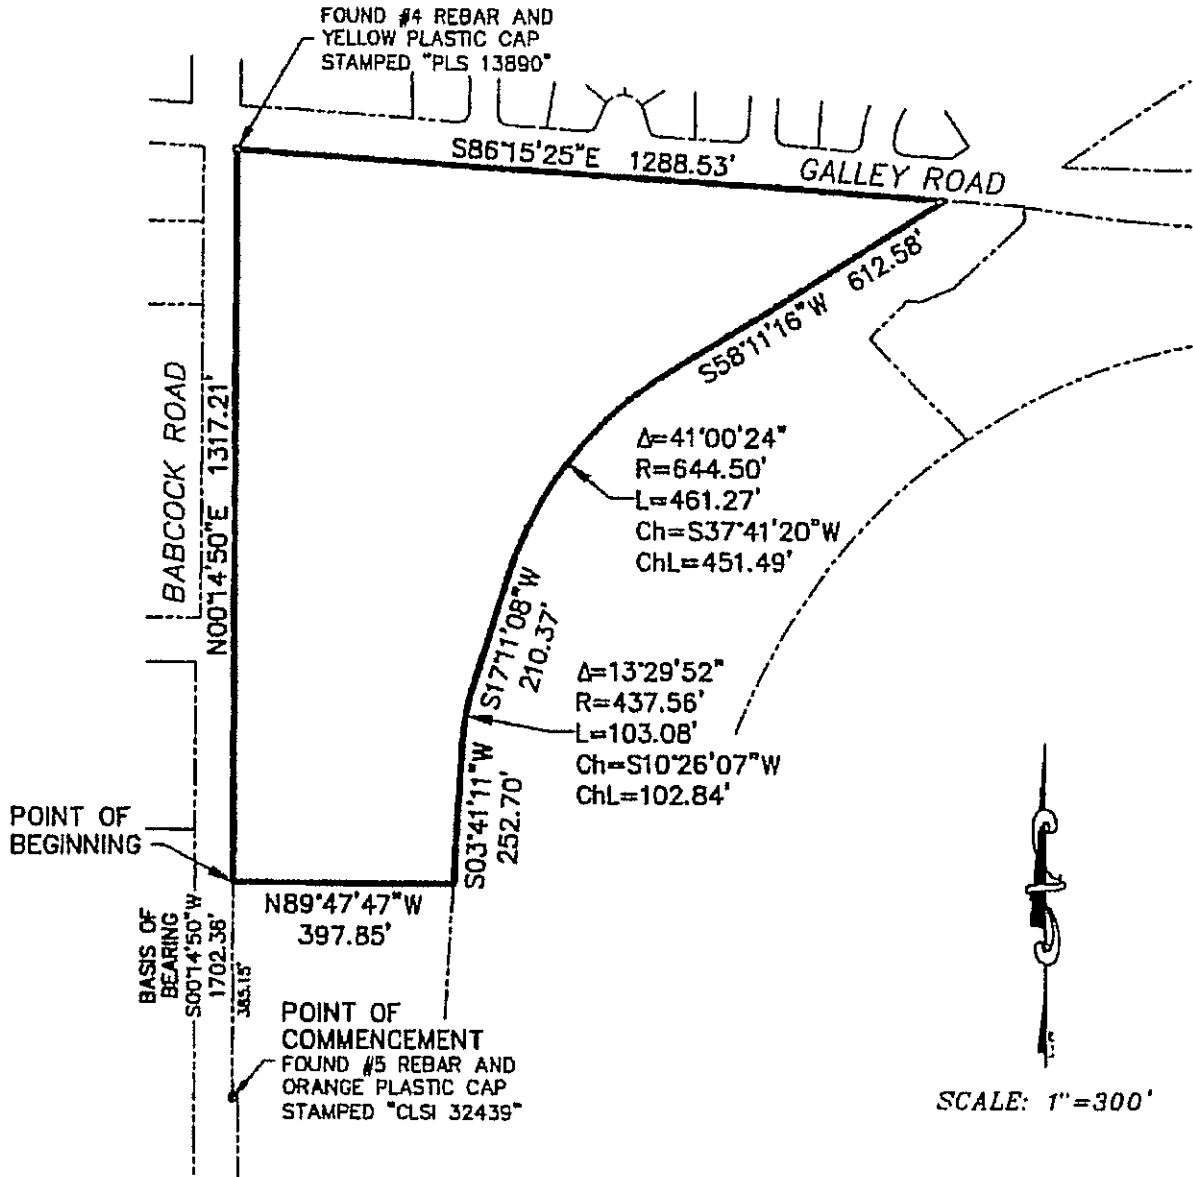 FOUND #4 REBAR AND
YELLOW PLASTIC CAP
STAMPED "PLS 13890"
S86°15'25"E 1288.53'
GALLEY ROAD
S58°11'16"W 612.58'
BABCOCK ROAD
N00°14'50"E 1317.21'
Δ=41°00'24"
R=644.50'
L=461.27'
Ch=S37°41'20"W
ChL=451.49'
S17°11'08"W
210.37'
Δ=13°29'52"
R=437.56'
L=103.08'
Ch=S10°26'07"W
ChL=102.84'
S03°41'11"W
252.70'
POINT OF
BEGINNING
N89°47'47"W
397.85'
BASIS OF
BEARING
S00°14'50"W
1702.36'
385.15'
POINT OF
COMMENCEMENT
FOUND #5 REBAR AND
ORANGE PLASTIC CAP
STAMPED "CLSI 32439"
SCALE: 1"=300'